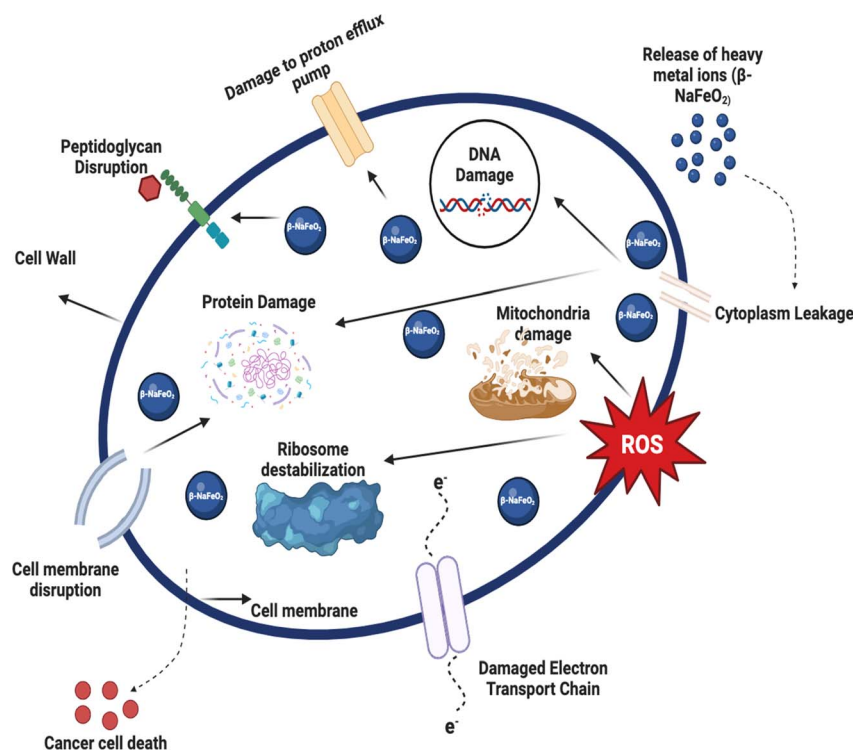 Damage to proton efflux
pump
Release of heavy
metal ions (β-
NaFeO₂)
Peptidoglycan
Disruption
DNA
Damage
β-NaFeO₂
β-NaFeO₂
β-NaFeO₂
Cell Wall
Protein Damage
Mitochondria
damage
β-NaFeO₂
β-NaFeO₂
Cytoplasm Leakage
β-NaFeO₂
ROS
Ribosome
destabilization
e⁻
β-NaFeO₂
β-NaFeO₂
Cell membrane
disruption
Cell membrane
Damaged Electron
Transport Chain
e⁻
Cancer cell death